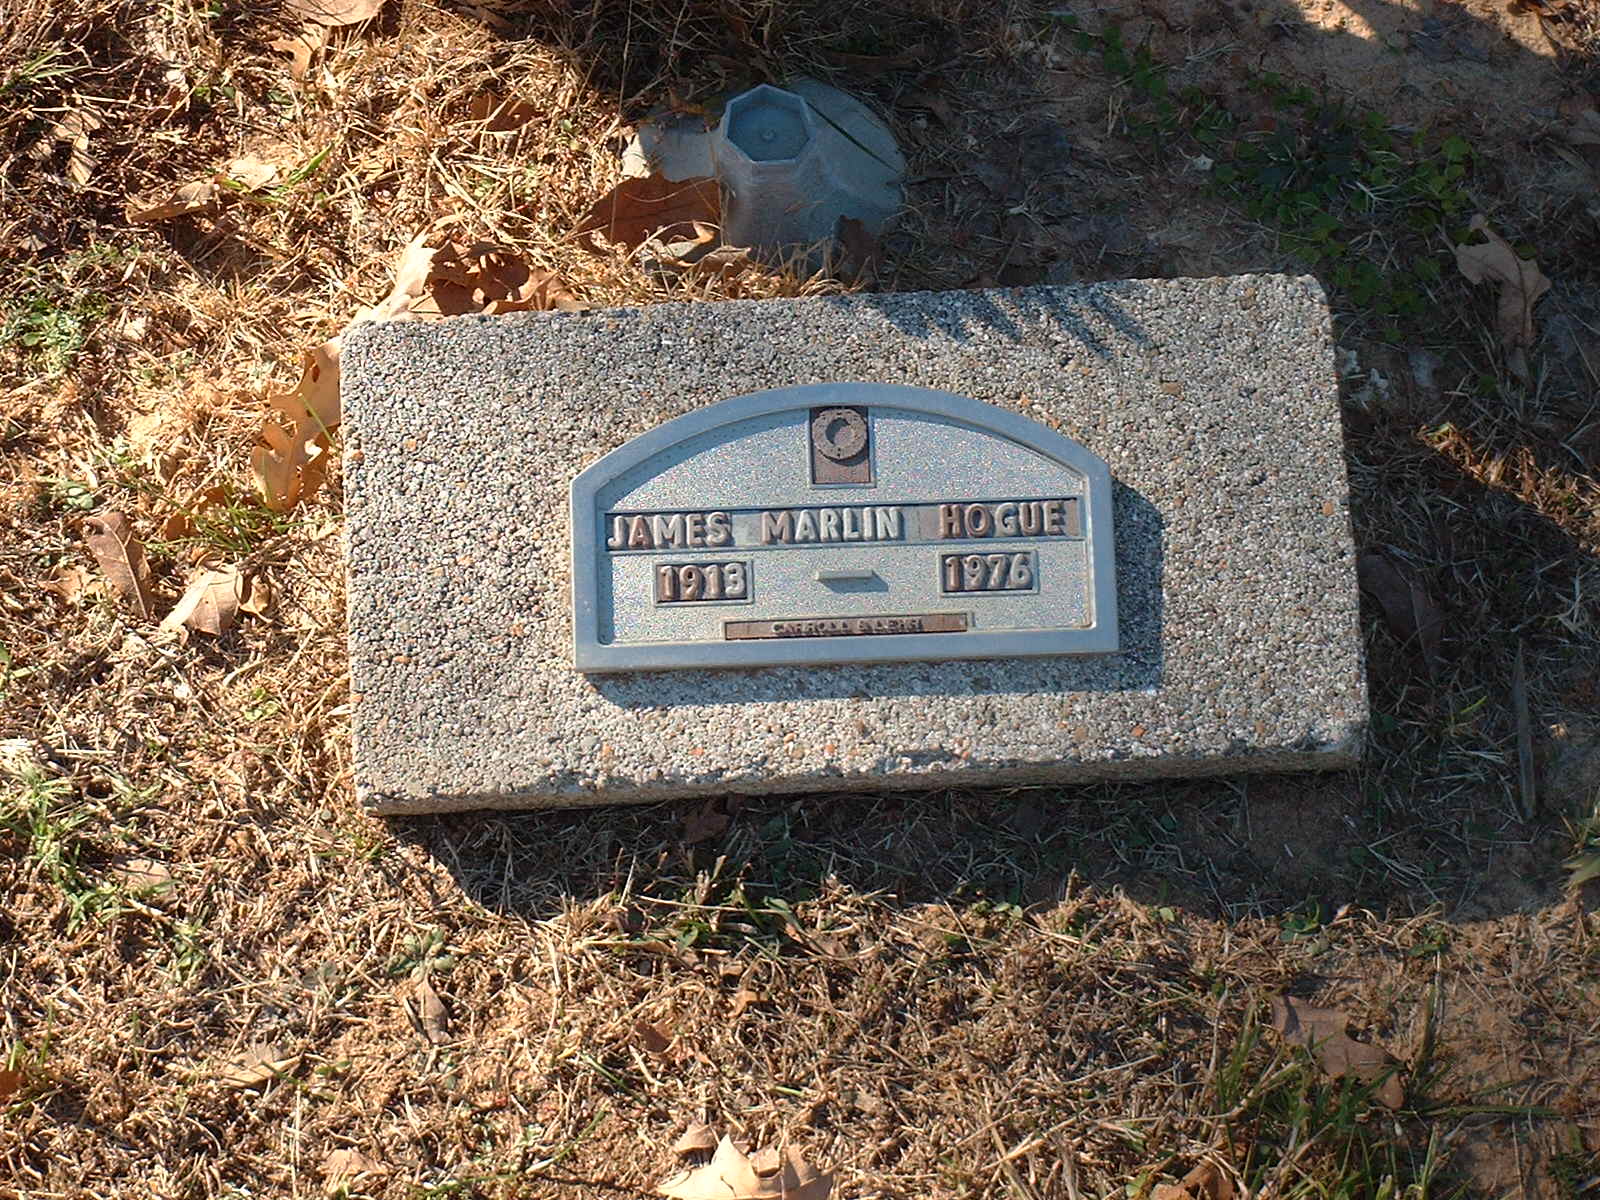 JAMES MARLIN HOGUE
1913 - 1976